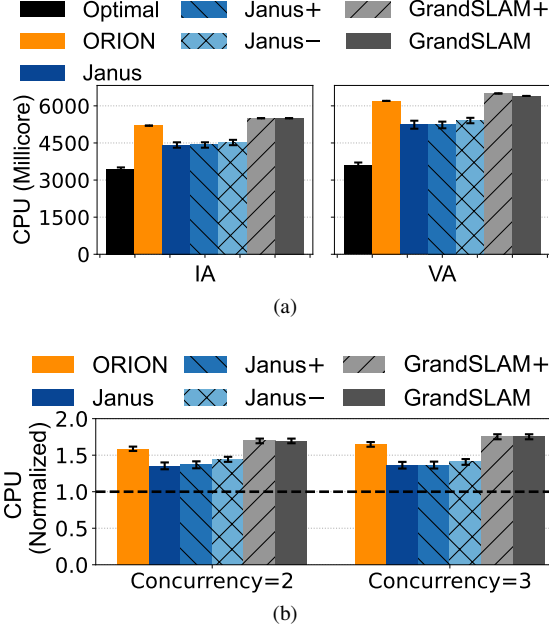 Optimal Janus+ GrandSLAM+
ORION Janus− GrandSLAM
Janus
CPU (Millicore)
6000
4500
3000
1500
0
IA VA
(a)
ORION Janus+ GrandSLAM+
Janus Janus− GrandSLAM
CPU
(Normalized)
2.0
1.5
1.0
0.5
0.0
Concurrency=2 Concurrency=3
(b)